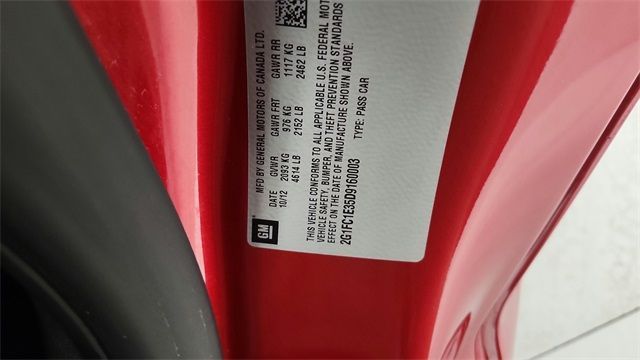 MFD BY GENERAL MOTORS OF CANADA LTD.
DATE GVWR GAWR FRT GAWR RR
10/12 2093 KG 976 KG 1117 KG
4614 LB 2152 LB 2462 LB
THIS VEHICLE CONFORMS TO ALL APPLICABLE U.S. FEDERAL MOT
VEHICLE SAFETY, BUMPER, AND THEFT PREVENTION STANDARDS
EFFECT ON THE DATE OF MANUFACTURE SHOWN ABOVE.
2G1FC1E35D9160003 TYPE: PASS CAR
GM